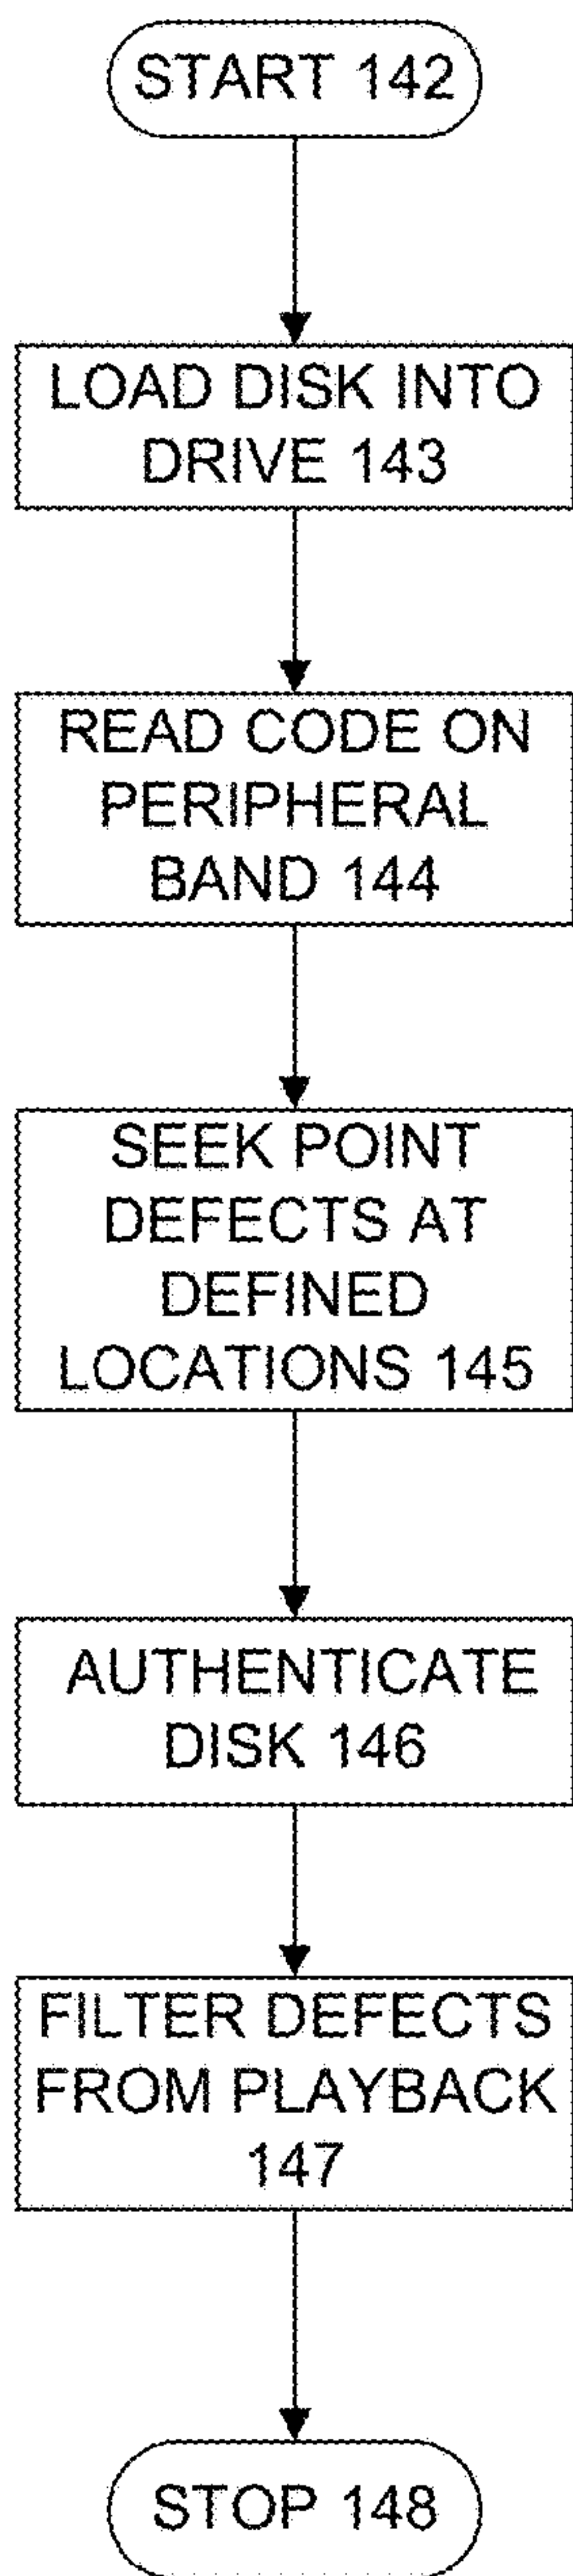 START 142
LOAD DISK INTO
DRIVE 143
READ CODE ON
PERIPHERAL
BAND 144
SEEK POINT
DEFECTS AT
DEFINED
LOCATIONS 145
AUTHENTICATE
DISK 146
FILTER DEFECTS
FROM PLAYBACK
147
STOP 148